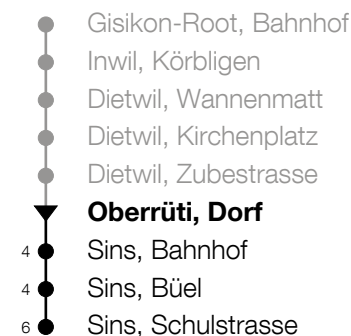 Gisikon-Root, Bahnhof
Inwil, Körbligen
Dietwil, Wannenmatt
Dietwil, Kirchenplatz
Dietwil, Zubestrasse
Oberrüti, Dorf
4 Sins, Bahnhof
4 Sins, Büel
6 Sins, Schulstrasse